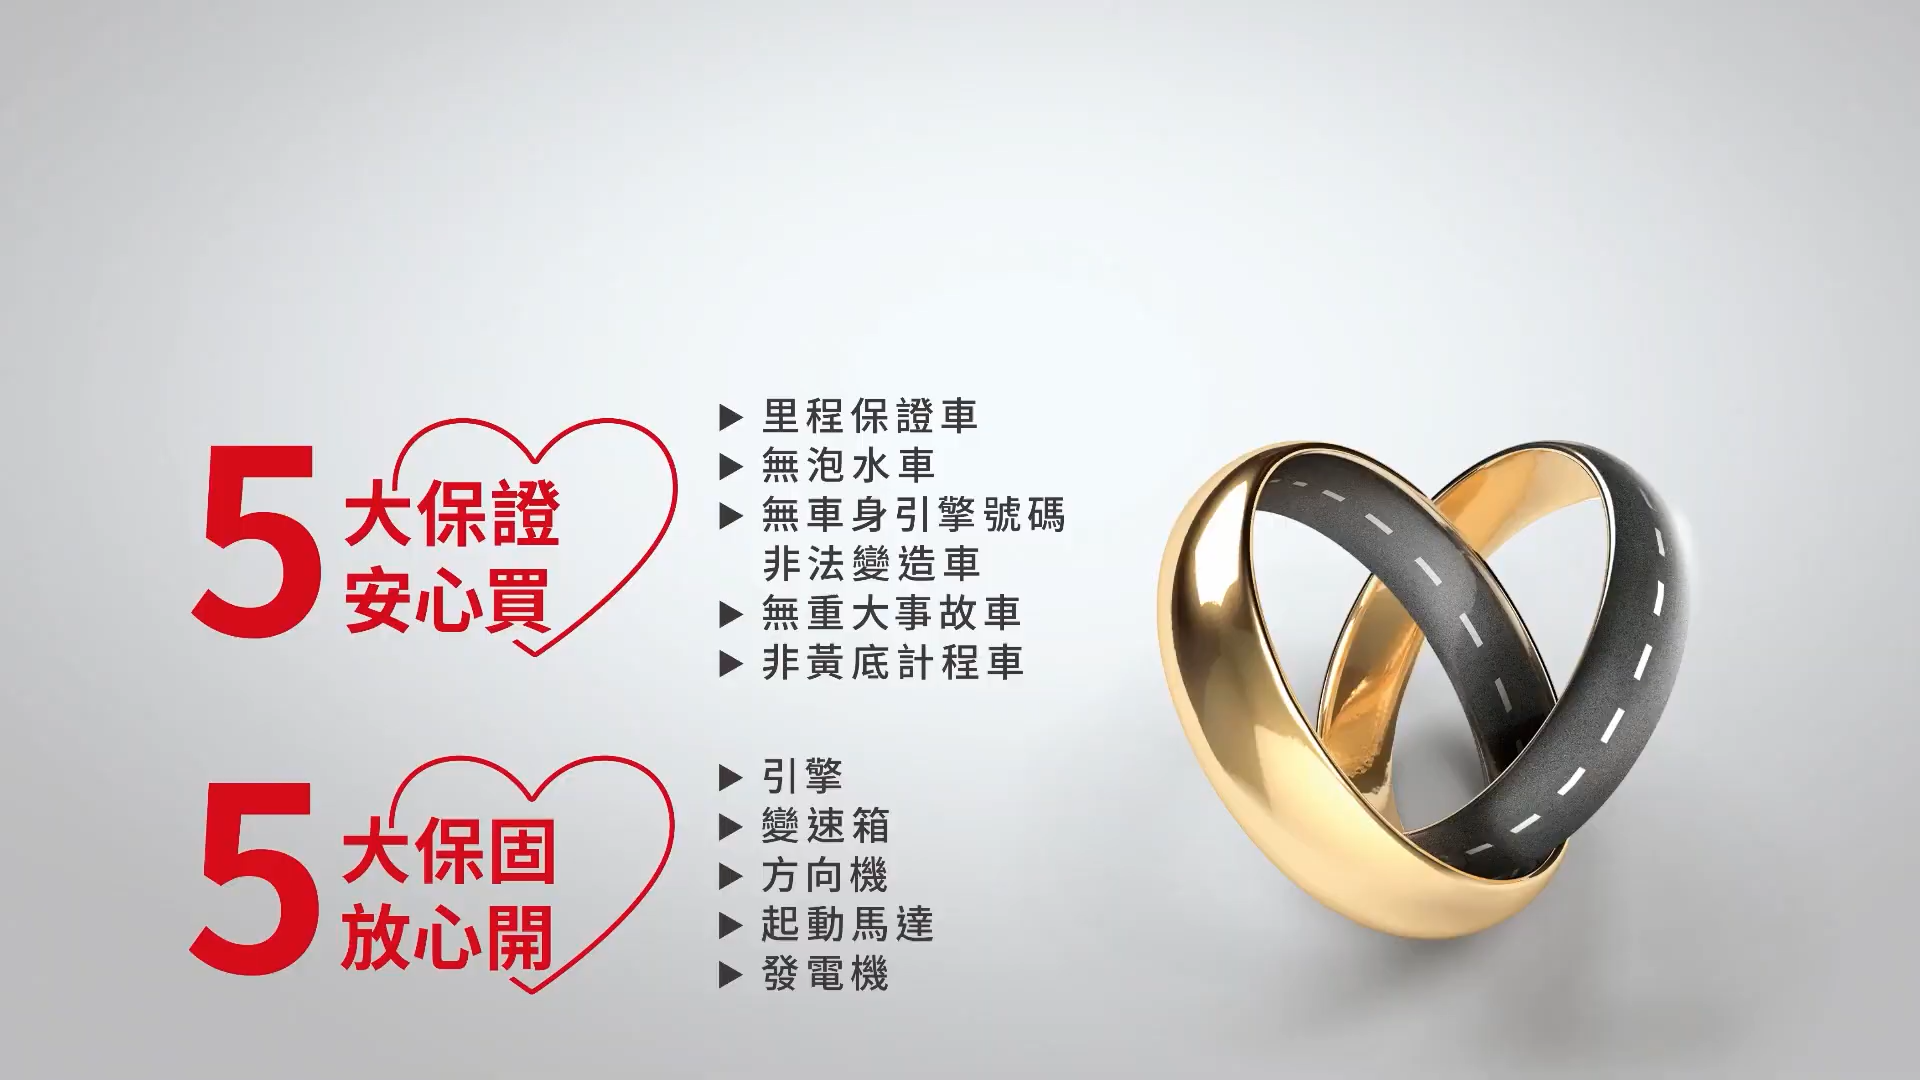 5大保證
安心買
▶ 里程保證車
▶ 無泡水車
▶ 無車身引擎號碼
非法變造車
▶ 無重大事故車
▶ 非黃底計程車
5大保固
放心開
▶ 引擎
▶ 變速箱
▶ 方向機
▶ 起動馬達
▶ 發電機